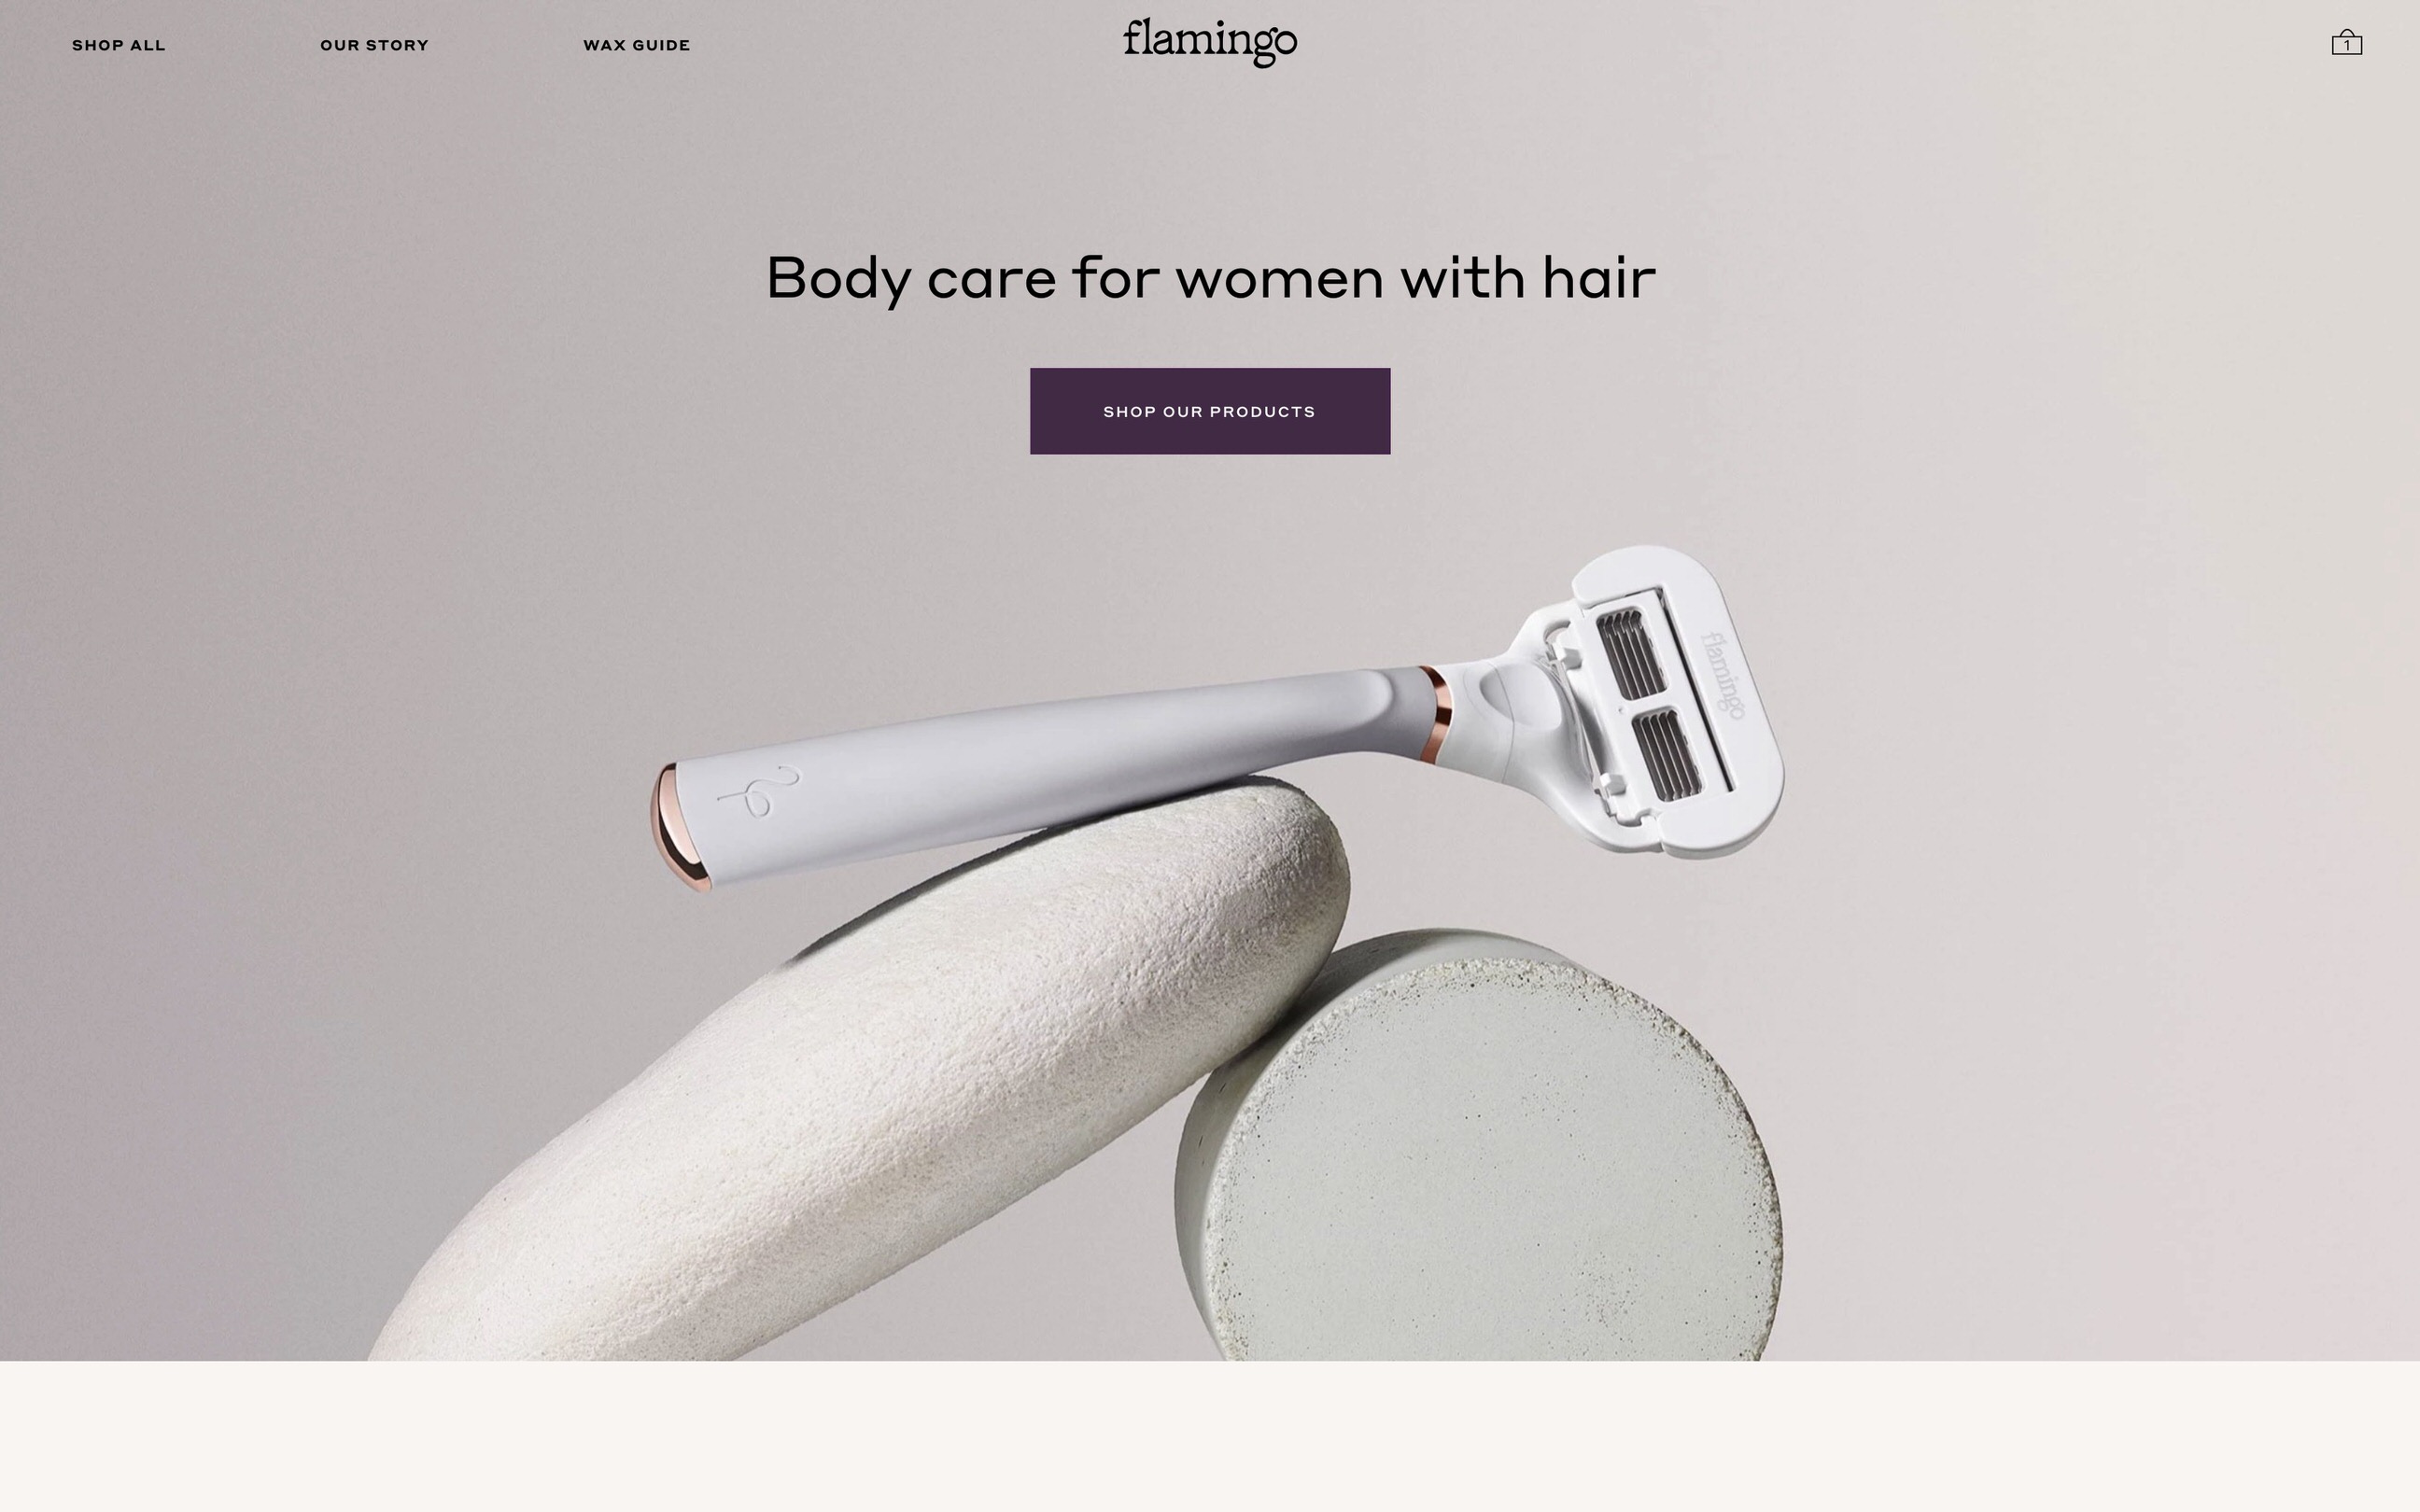 SHOP ALL
OUR STORY
WAX GUIDE
flamingo
1
Body care for women with hair
SHOP OUR PRODUCTS
flamingo